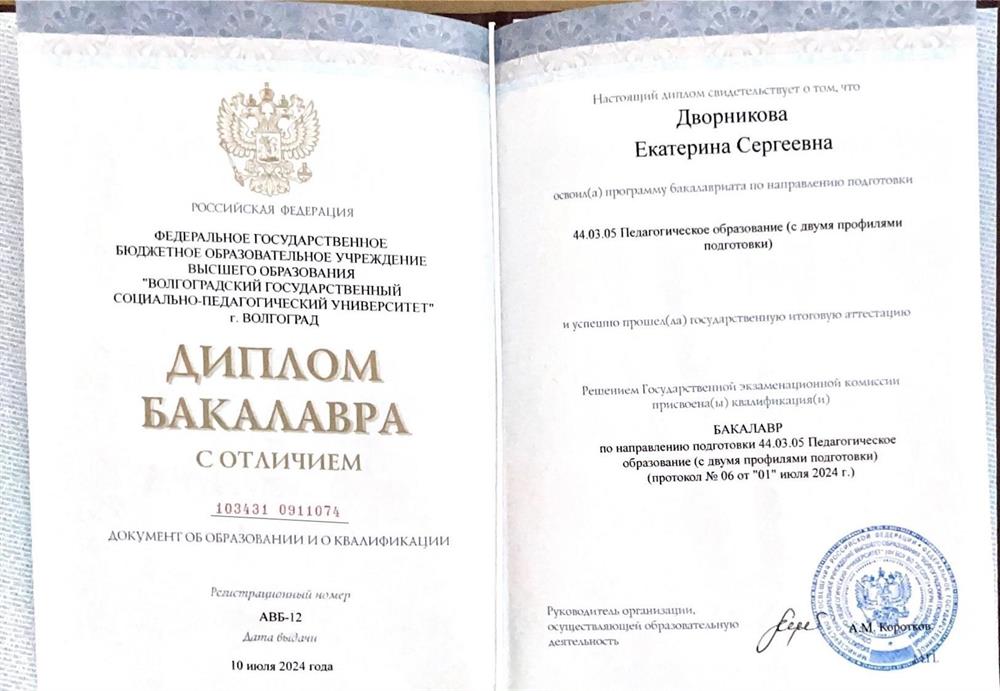 РОССИЙСКАЯ ФЕДЕРАЦИЯ
ФЕДЕРАЛЬНОЕ ГОСУДАРСТВЕННОЕ
БЮДЖЕТНОЕ ОБРАЗОВАТЕЛЬНОЕ УЧРЕЖДЕНИЕ
ВЫСШЕГО ОБРАЗОВАНИЯ
"ВОЛГОГРАДСКИЙ ГОСУДАРСТВЕННЫЙ
СОЦИАЛЬНО-ПЕДАГОГИЧЕСКИЙ УНИВЕРСИТЕТ"
г. ВОЛГОГРАД
ДИПЛОМ
БАКАЛАВРА
С ОТЛИЧИЕМ
103431 0911074
ДОКУМЕНТ ОБ ОБРАЗОВАНИИ И О КВАЛИФИКАЦИИ
Регистрационный номер
АВБ-12
Дата выдачи
10 июля 2024 года
Настоящий диплом свидетельствует о том, что
Дворникова
Екатерина Сергеевна
освоил(а) программу бакалавриата по направлению подготовки
44.03.05 Педагогическое образование (с двумя профилями
подготовки)
и успешно прошел(ла) государственную итоговую аттестацию
Решением Государственной экзаменационной комиссии
присвоена(ы) квалификация(и)
БАКАЛАВР
по направлению подготовки 44.03.05 Педагогическое
образование (с двумя профилями подготовки)
(протокол № 06 от "01" июля 2024 г.)
Руководитель организации,
осуществляющей образовательную
деятельность
А.М. Коротков
М.П.